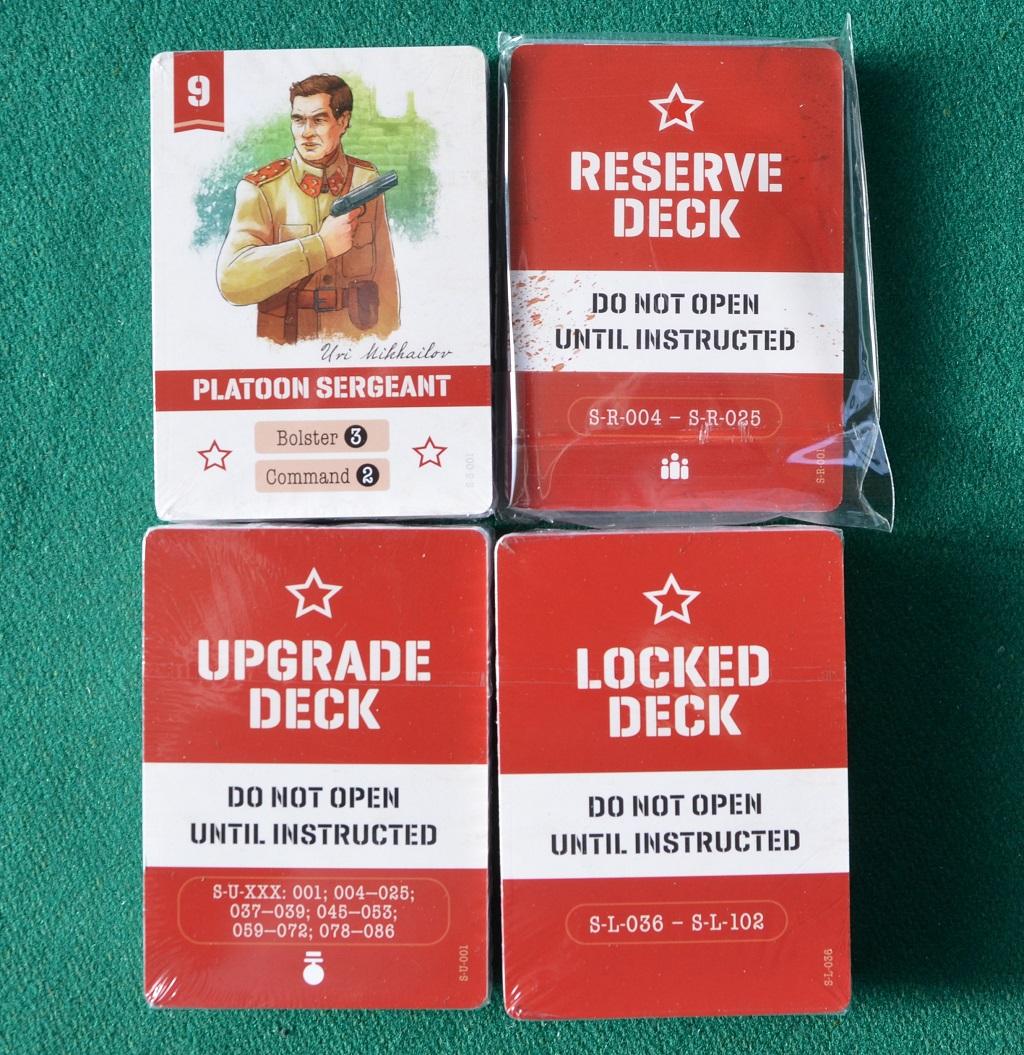 9
Uri Mikhailov
PLATOON SERGEANT
Bolster 3
Command 2
S-S-001
RESERVE
DECK
DO NOT OPEN
UNTIL INSTRUCTED
S-R-004 – S-R-025
S-R-001
UPGRADE
DECK
DO NOT OPEN
UNTIL INSTRUCTED
S-U-XXX: 001; 004–025;
037–039; 045–053;
059–072; 078–086
S-U-001
LOCKED
DECK
DO NOT OPEN
UNTIL INSTRUCTED
S-L-036 – S-L-102
S-L-036